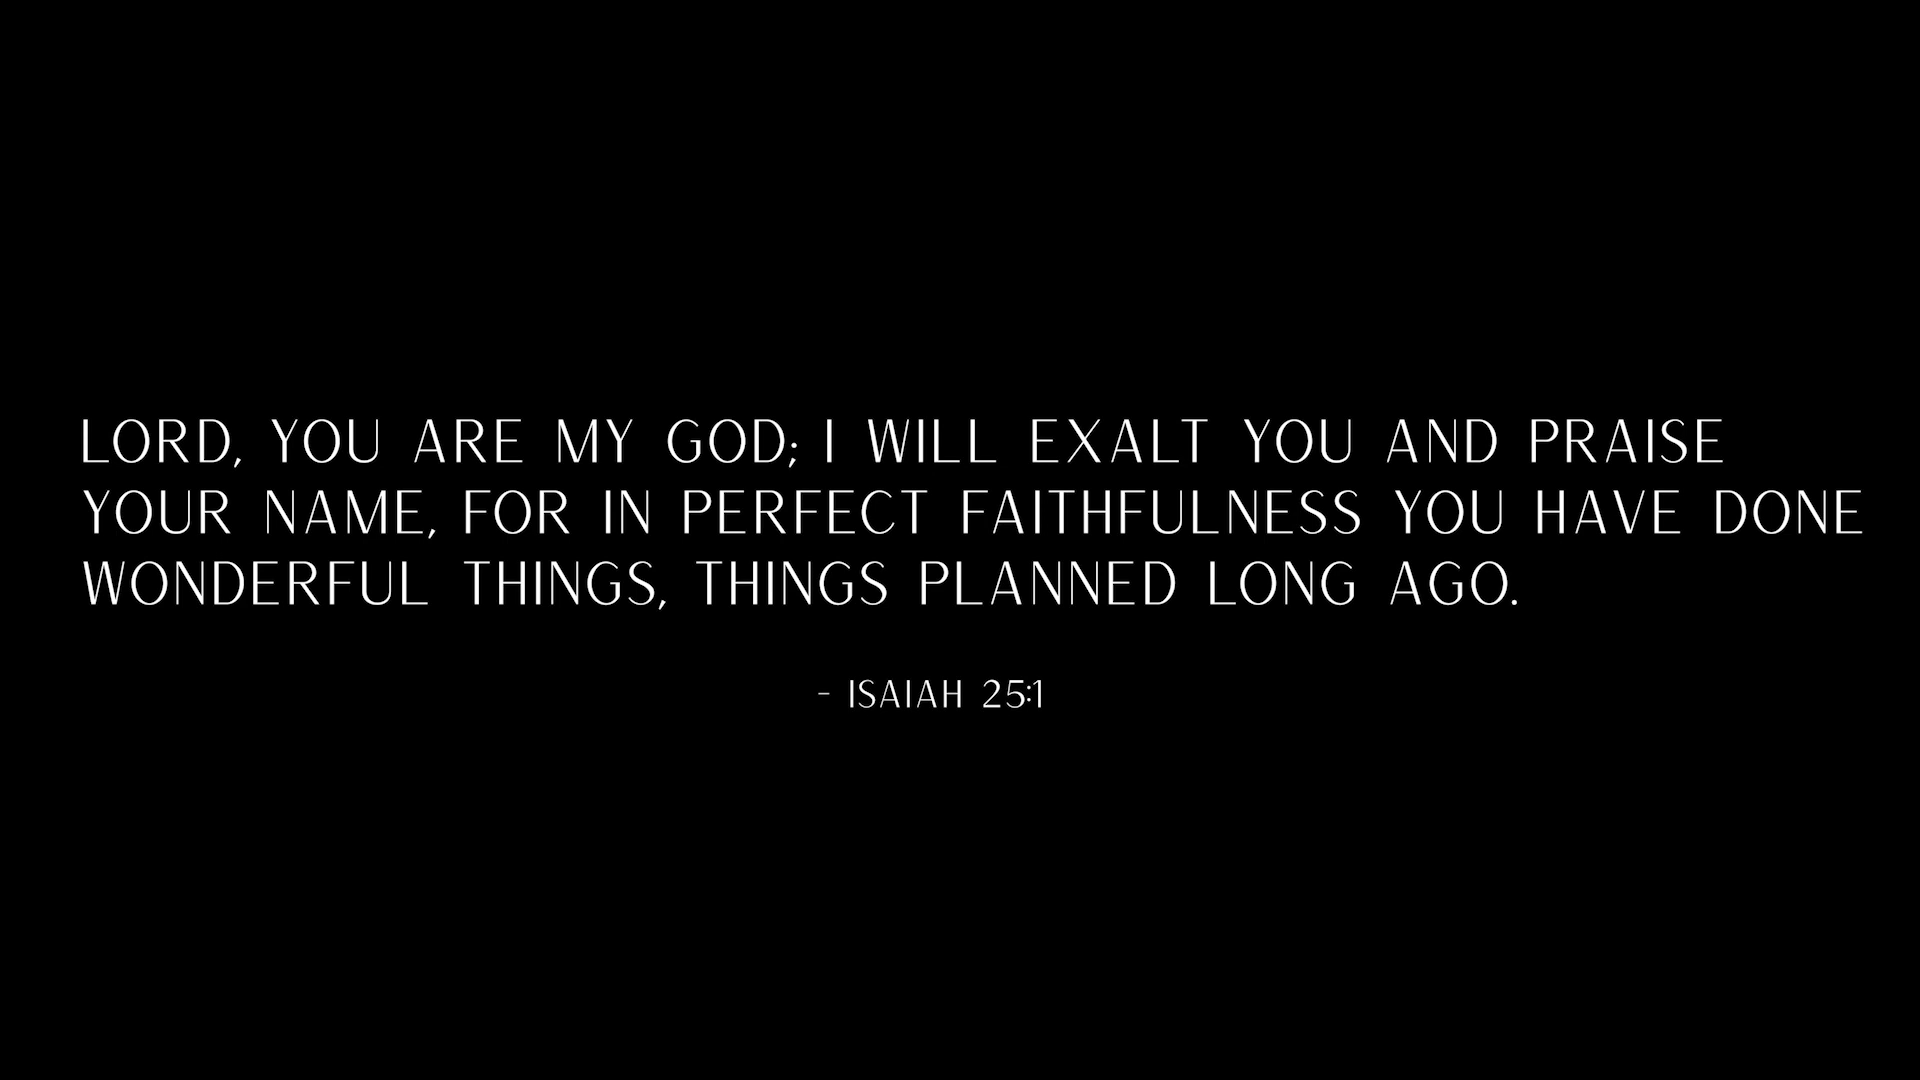 LORD, YOU ARE MY GOD; I WILL EXALT YOU AND PRAISE
YOUR NAME, FOR IN PERFECT FAITHFULNESS YOU HAVE DONE
WONDERFUL THINGS, THINGS PLANNED LONG AGO.
- ISAIAH 25:1